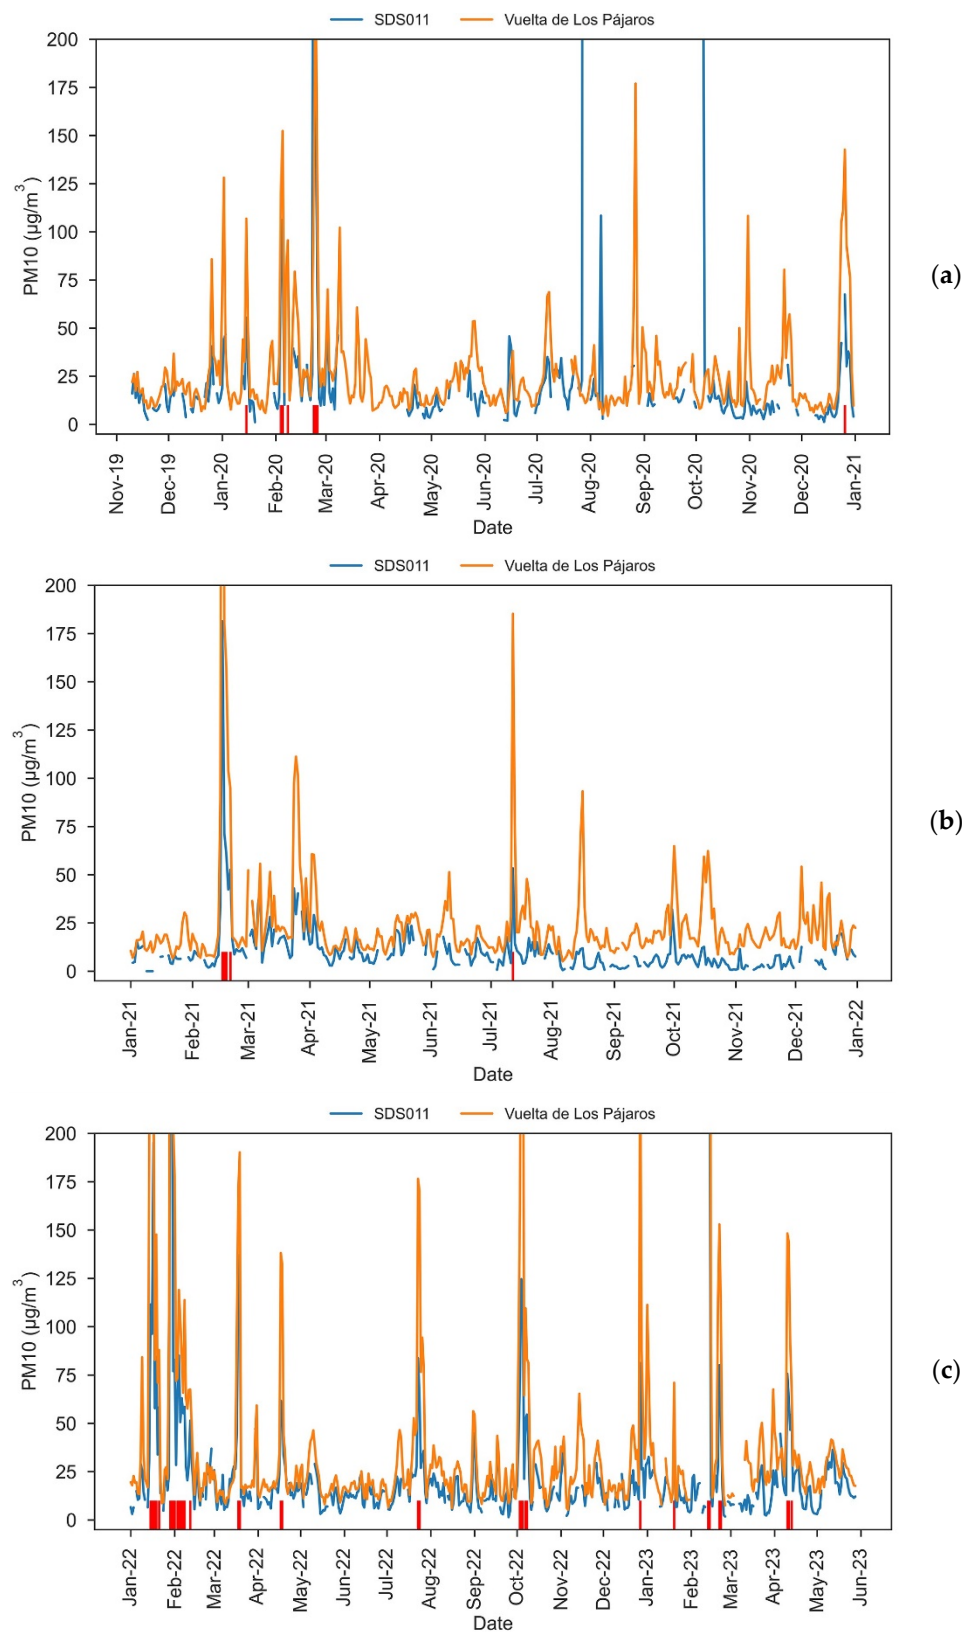 SDS011 Vuelta de Los Pájaros
200
175
150
125
100
75
50
25
0
PM10 (µg/m³)
Nov-19 Dec-19 Jan-20 Feb-20 Mar-20 Apr-20 May-20 Jun-20 Jul-20 Aug-20 Sep-20 Oct-20 Nov-20 Dec-20 Jan-21
Date
(a)
SDS011 Vuelta de Los Pájaros
200
175
150
125
100
75
50
25
0
PM10 (µg/m³)
Jan-21 Feb-21 Mar-21 Apr-21 May-21 Jun-21 Jul-21 Aug-21 Sep-21 Oct-21 Nov-21 Dec-21 Jan-22
Date
(b)
SDS011 Vuelta de Los Pájaros
200
175
150
125
100
75
50
25
0
PM10 (µg/m³)
Jan-22 Feb-22 Mar-22 Apr-22 May-22 Jun-22 Jul-22 Aug-22 Sep-22 Oct-22 Nov-22 Dec-22 Jan-23 Feb-23 Mar-23 Apr-23 May-23 Jun-23
Date
(c)